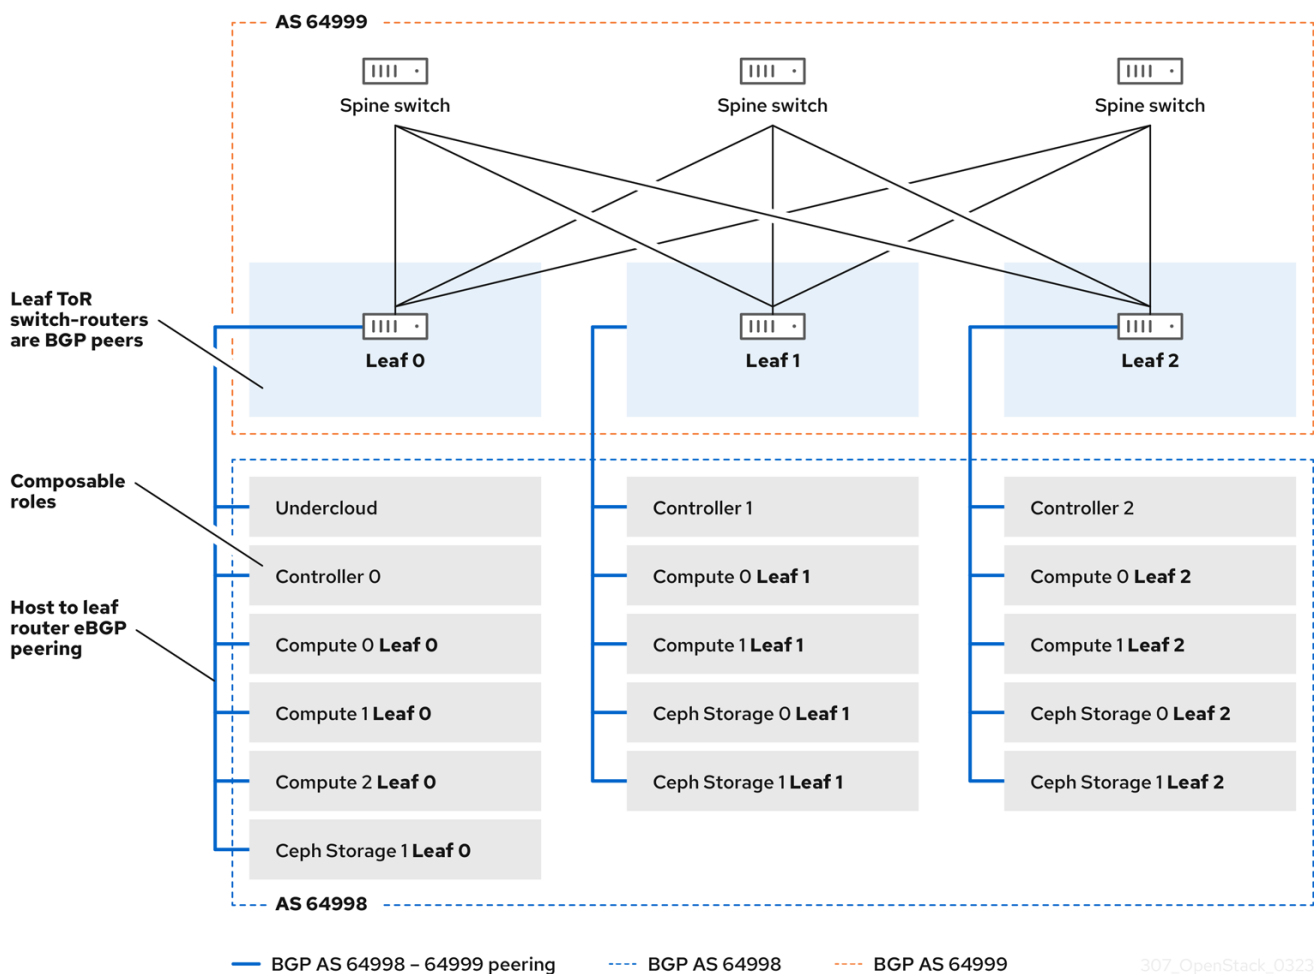 AS 64999
Spine switch
Spine switch
Spine switch
Leaf ToR
switch-routers
are BGP peers
Leaf 0
Leaf 1
Leaf 2
Composable
roles
Host to leaf
router eBGP
peering
Undercloud
Controller 0
Compute 0 Leaf 0
Compute 1 Leaf 0
Compute 2 Leaf 0
Ceph Storage 1 Leaf 0
Controller 1
Compute 0 Leaf 1
Compute 1 Leaf 1
Ceph Storage 0 Leaf 1
Ceph Storage 1 Leaf 1
Controller 2
Compute 0 Leaf 2
Compute 1 Leaf 2
Ceph Storage 0 Leaf 2
Ceph Storage 1 Leaf 2
AS 64998
BGP AS 64998 – 64999 peering
BGP AS 64998
BGP AS 64999
307_OpenStack_0323